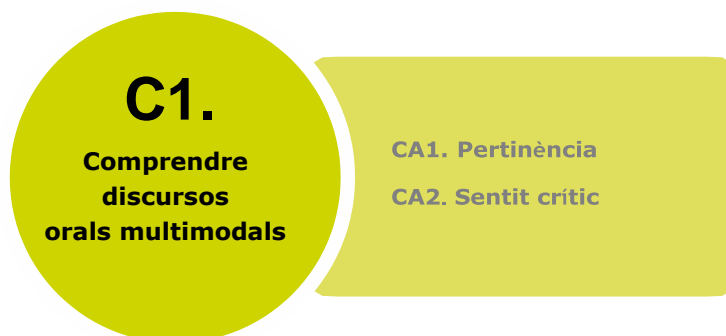 C1.
Comprendre
discursos
orals multimodals
CA1. Pertinència
CA2. Sentit crític